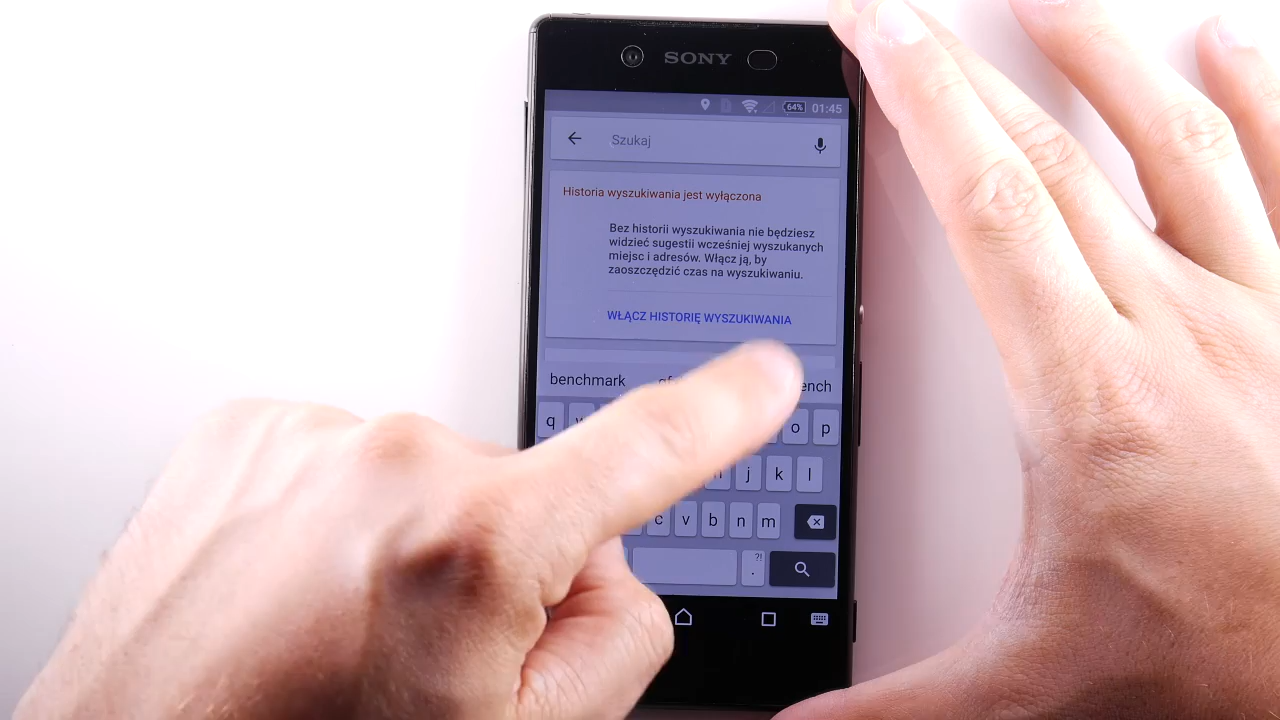 SONY
64% 01:45
Szukaj
Historia wyszukiwania jest wyłączona
Bez historii wyszukiwania nie będziesz
widzieć sugestii wcześniej wyszukanych
miejsc i adresów. Włącz ją, by
zaoszczędzić czas na wyszukiwaniu.
WŁĄCZ HISTORIĘ WYSZUKIWANIA
benchmark
q o p
j k l
c v b n m
?!
.